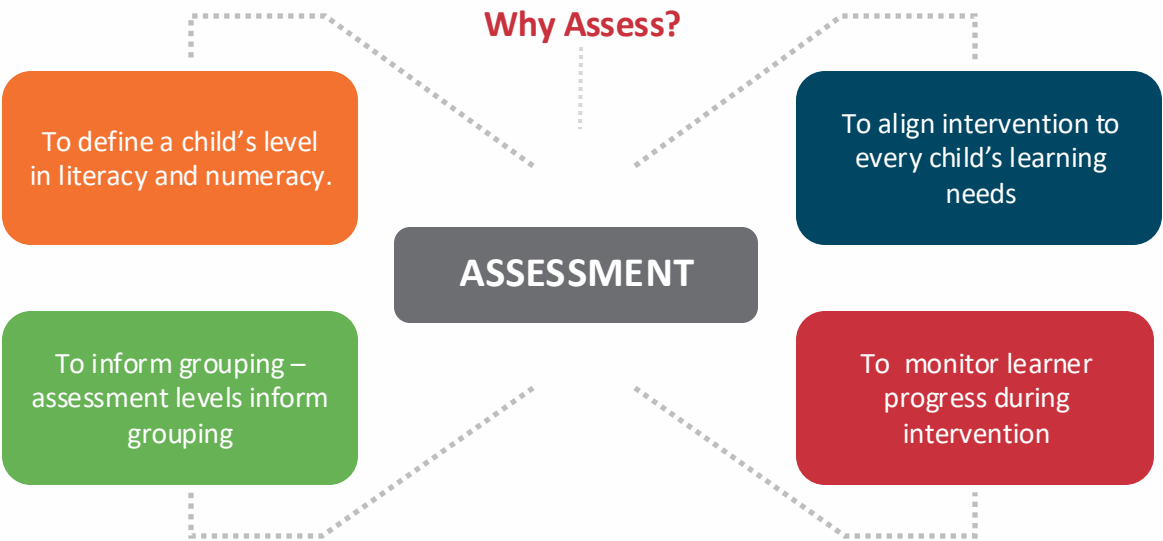 Why Assess?
To define a child’s level
in literacy and numeracy.
To align intervention to
every child’s learning
needs
ASSESSMENT
To inform grouping –
assessment levels inform
grouping
To  monitor learner
progress during
intervention